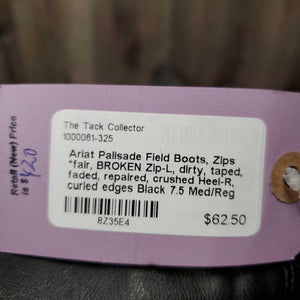 Retail (New) Price
is $420
The Tack Collector
1000061-325
Ariat Palisade Field Boots, Zips
*fair, BROKEN Zip-L, dirty, taped,
faded, repaired, crushed Heel-R,
curled edges Black 7.5 Med/Reg
8Z35E4
$62.50